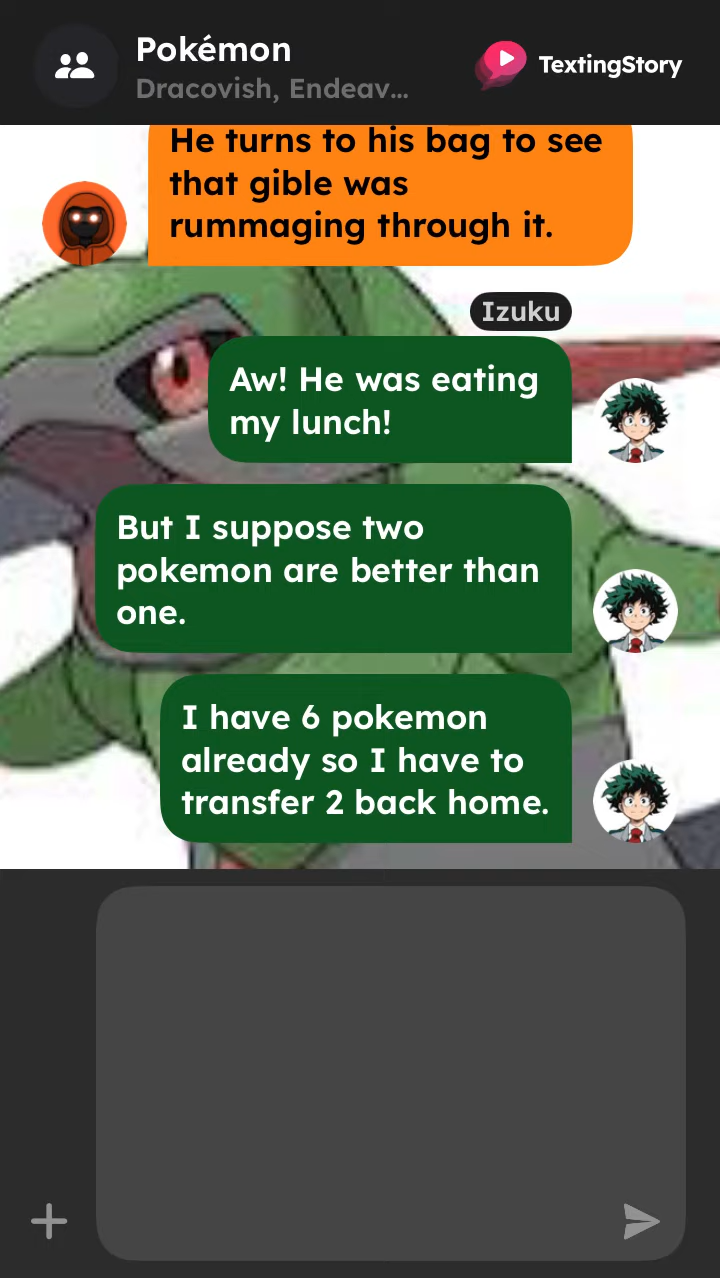 Pokémon
Dracovish, Endeav...
TextingStory
He turns to his bag to see
that gible was
rummaging through it.
Izuku
Aw! He was eating
my lunch!
But I suppose two
pokemon are better than
one.
I have 6 pokemon
already so I have to
transfer 2 back home.